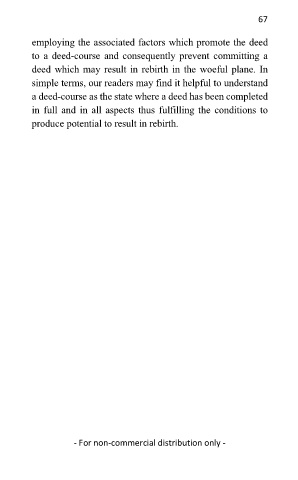 67
employing the associated factors which promote the deed
to a deed-course and consequently prevent committing a
deed which may result in rebirth in the woeful plane. In
simple terms, our readers may find it helpful to understand
a deed-course as the state where a deed has been completed
in full and in all aspects thus fulfilling the conditions to
produce potential to result in rebirth.
- For non-commercial distribution only -